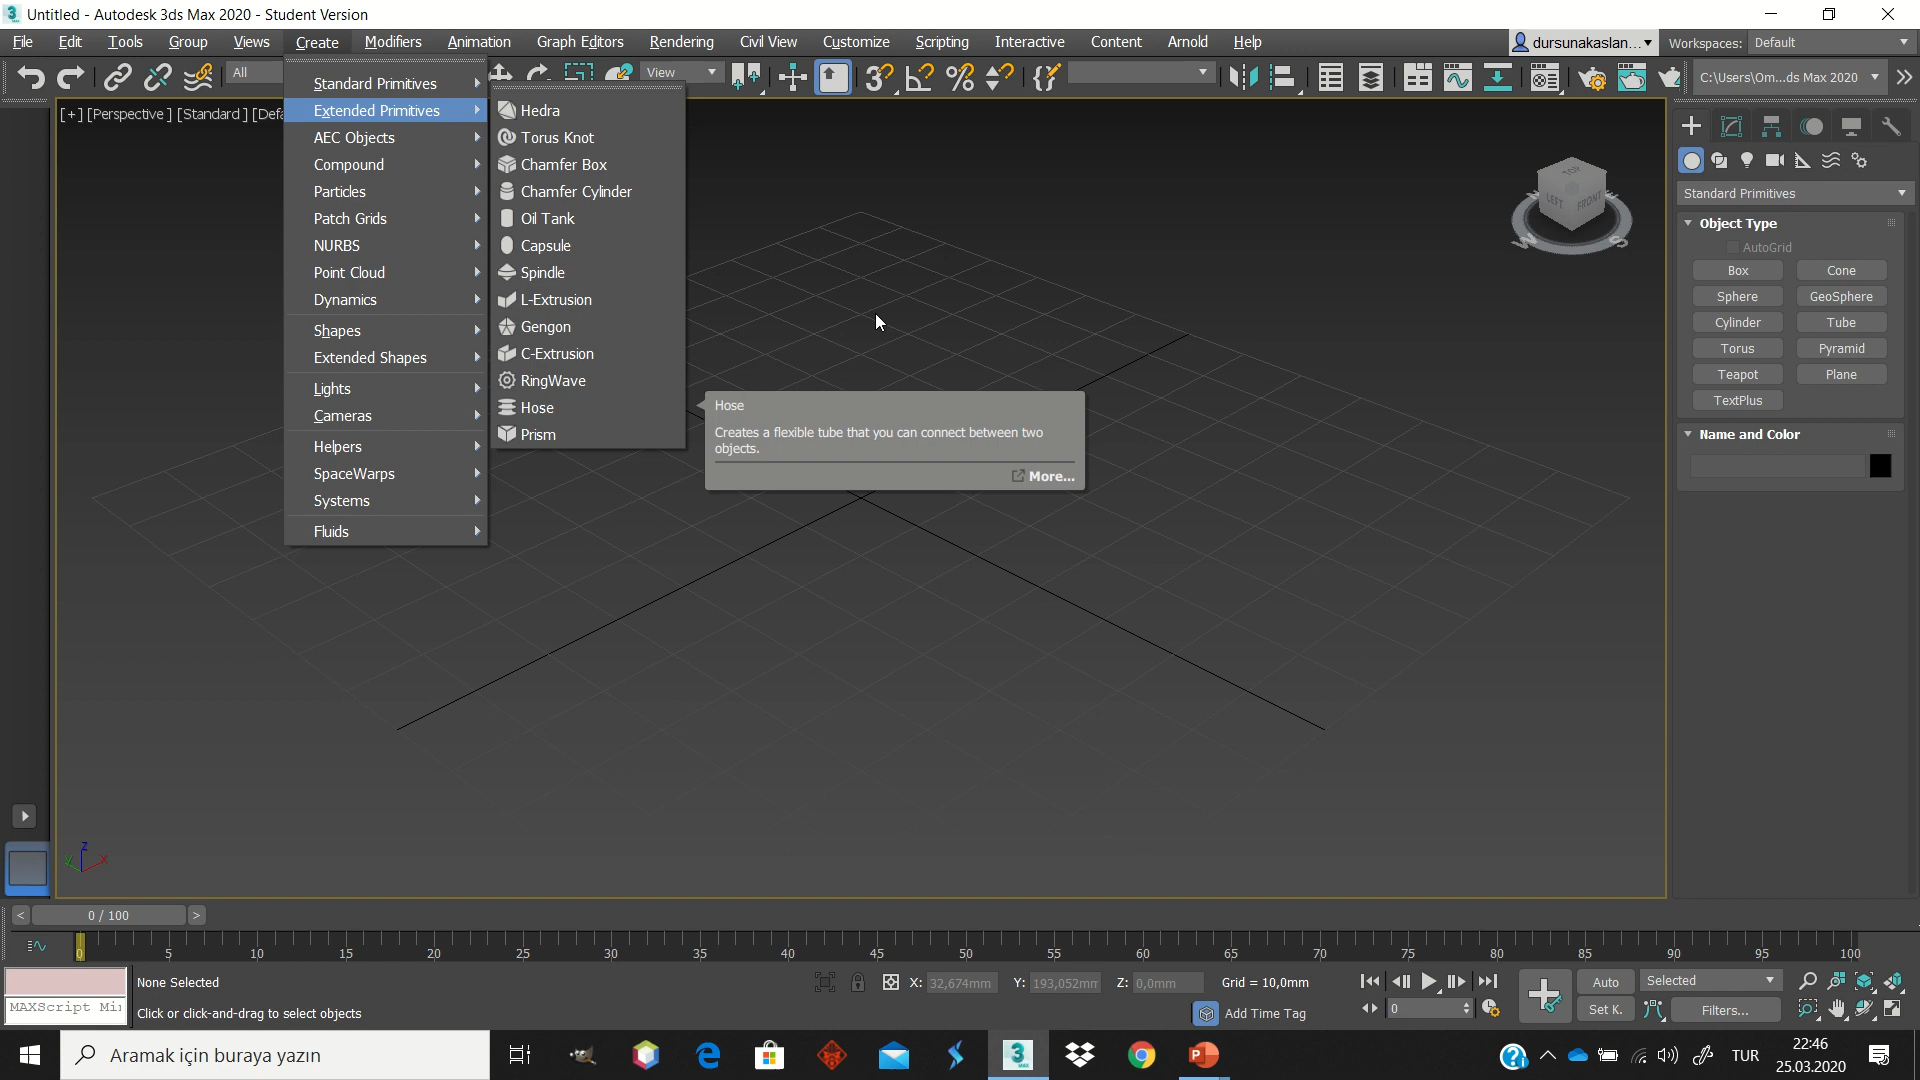 Untitled - Autodesk 3ds Max 2020 - Student Version
File Edit Tools Group Views Create Modifiers Animation Graph Editors Rendering Civil View Customize Scripting Interactive Content Arnold Help
dursunakaslan... Workspaces: Default
All View C:\Users\Om...ds Max 2020
[+] [Perspective ] [Standard ] [Defa
Standard Primitives
Extended Primitives
AEC Objects
Compound
Particles
Patch Grids
NURBS
Point Cloud
Dynamics
Shapes
Extended Shapes
Lights
Cameras
Helpers
SpaceWarps
Systems
Fluids
Hedra
Torus Knot
Chamfer Box
Chamfer Cylinder
Oil Tank
Capsule
Spindle
L-Extrusion
Gengon
C-Extrusion
RingWave
Hose
Prism
Hose
Creates a flexible tube that you can connect between two
objects.
More...
TOP
LEFT FRONT
W S
Standard Primitives
Object Type
AutoGrid
Box Cone
Sphere GeoSphere
Cylinder Tube
Torus Pyramid
Teapot Plane
TextPlus
Name and Color
z
y x
< 0 / 100 >
0 5 10 15 20 25 30 35 40 45 50 55 60 65 70 75 80 85 90 95 100
None Selected X: 32,674mm Y: 193,052mm Z: 0,0mm Grid = 10,0mm Auto Selected
MAXScript Mi
Click or click-and-drag to select objects Add Time Tag 0 Set K. Filters...
Aramak için buraya yazın
TUR
22:46
25.03.2020